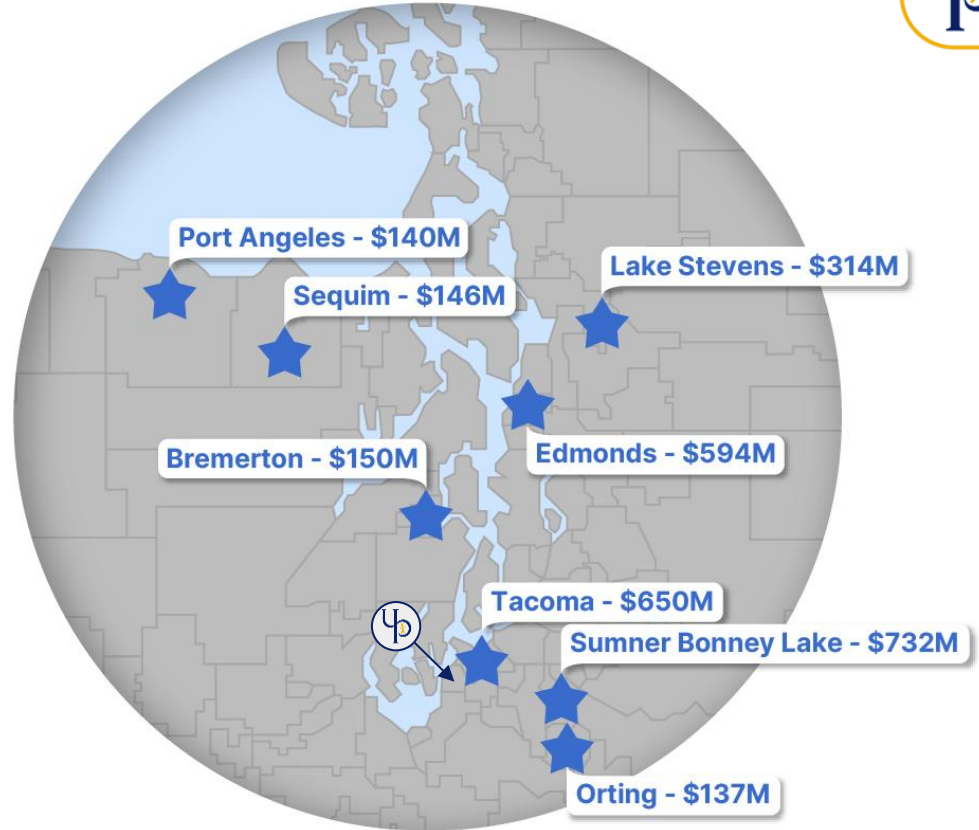 Port Angeles - $140M
Sequim - $146M
Lake Stevens - $314M
Edmonds - $594M
Bremerton - $150M
Tacoma - $650M
Sumner Bonney Lake - $732M
Orting - $137M